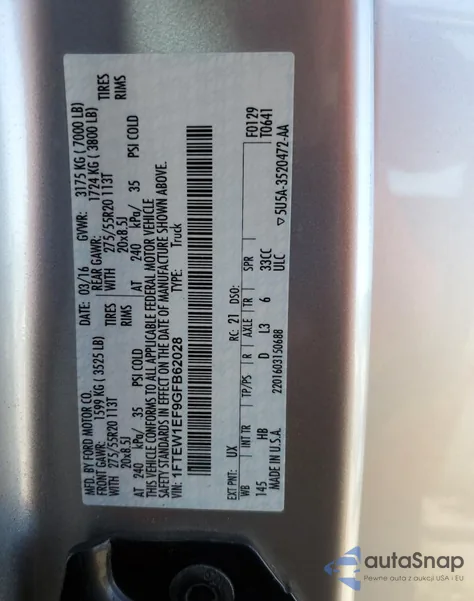 MFD. BY FORD MOTOR CO. DATE: 03/16 GVWR: 3175 KG ( 7000 LB)
FRONT GAWR: 1599 KG ( 3525 LB) REAR GAWR: 1724 KG ( 3800 LB)
WITH 275/55R20 113T TIRES WITH 275/55R20 113T TIRES
20x8.5J RIMS 20x8.5J RIMS
AT 240 kPa/ 35 PSI COLD AT 240 kPa/ 35 PSI COLD
THIS VEHICLE CONFORMS TO ALL APPLICABLE FEDERAL MOTOR VEHICLE
SAFETY STANDARDS IN EFFECT ON THE DATE OF MANUFACTURE SHOWN ABOVE.
1FTEW1EF9GFB62028 TYPE: Truck
F0129
T0641
EXT PNT: UX RC: 21 DSO:
WB INT TR TP/PS R AXLE TR SPR
145 HB D L3 6 33CC
ULC
2201603150688
MADE IN U.S.A.
▽5U5A-3520472-AA
autaSnap
Pewne auta z USA i EU